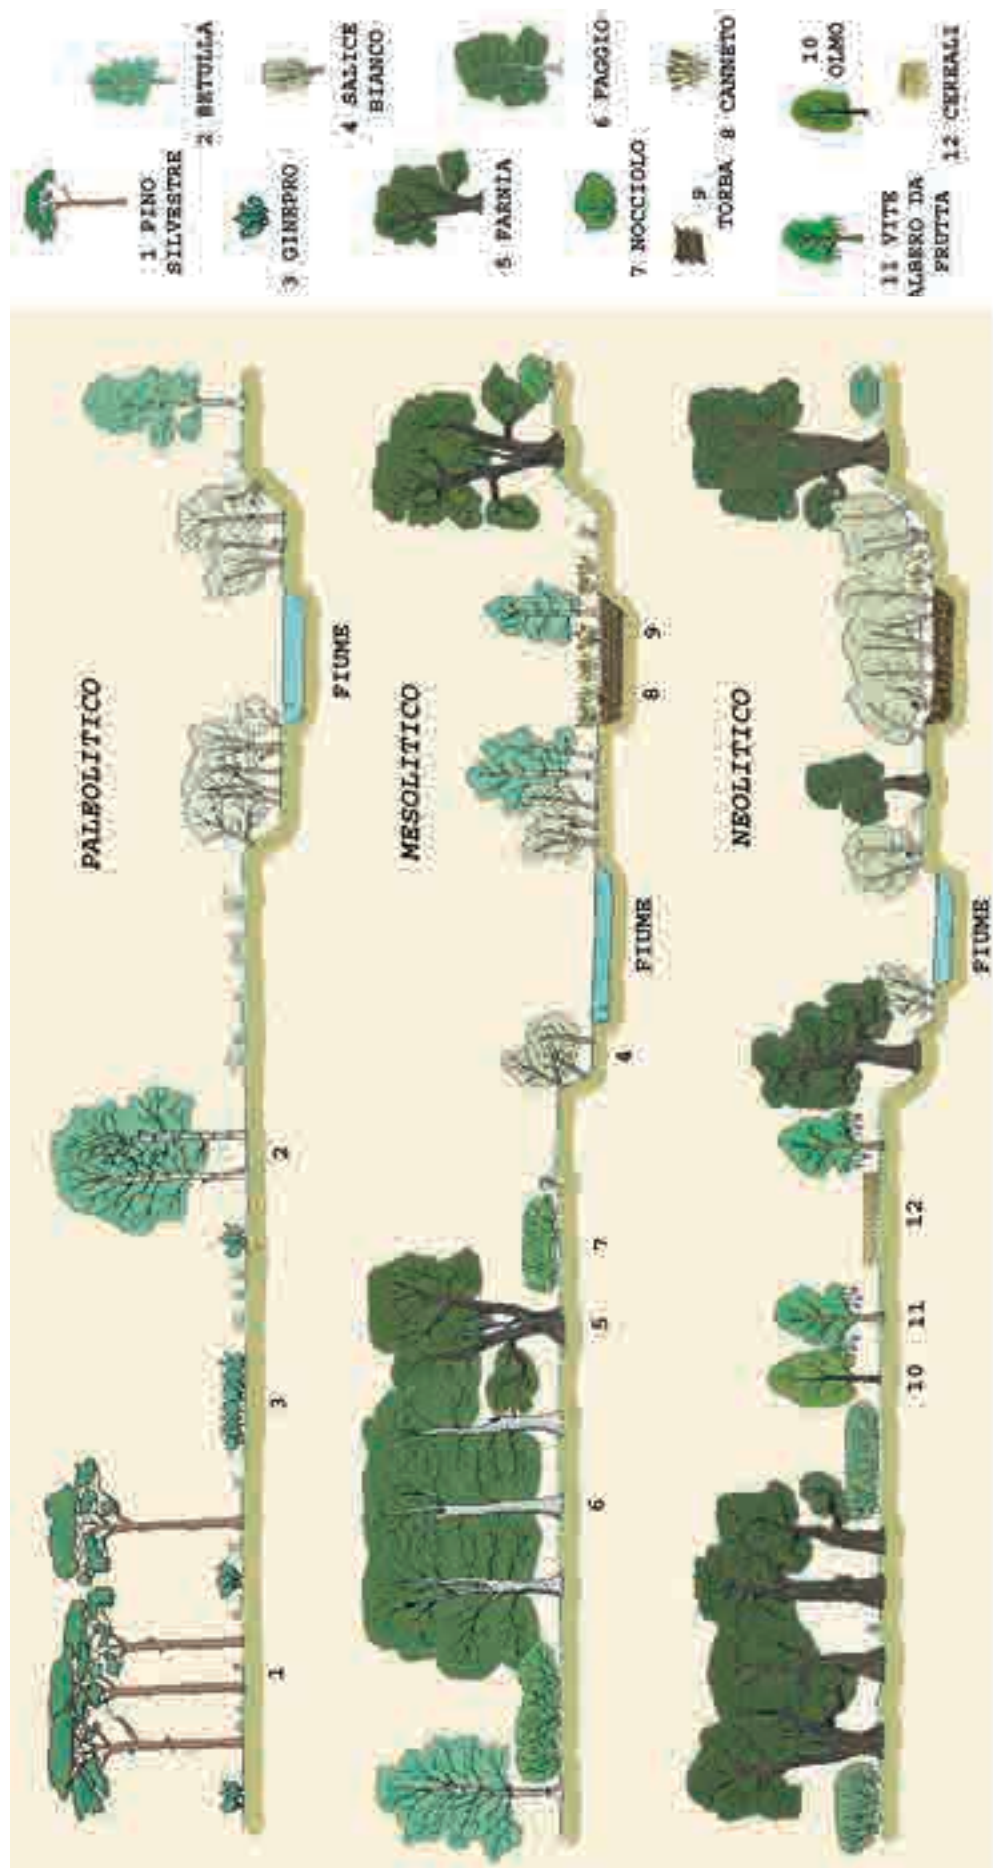 PALEOLITICO
1
3
2
FIUME
MESOLITICO
6
5
7
4
8
9
FIUME
NEOLITICO
10
11
12
FIUME
1 PINO
SILVESTRE
2 BETULLA
3 GINEPRO
4 SALICE
BIANCO
5 FARNIA
6 FAGGIO
7 NOCCIOLO
8 CANNETO
9
TORBA
10
OLMO
11 VITE
ALBERO DA
FRUTTA
12 CEREALI